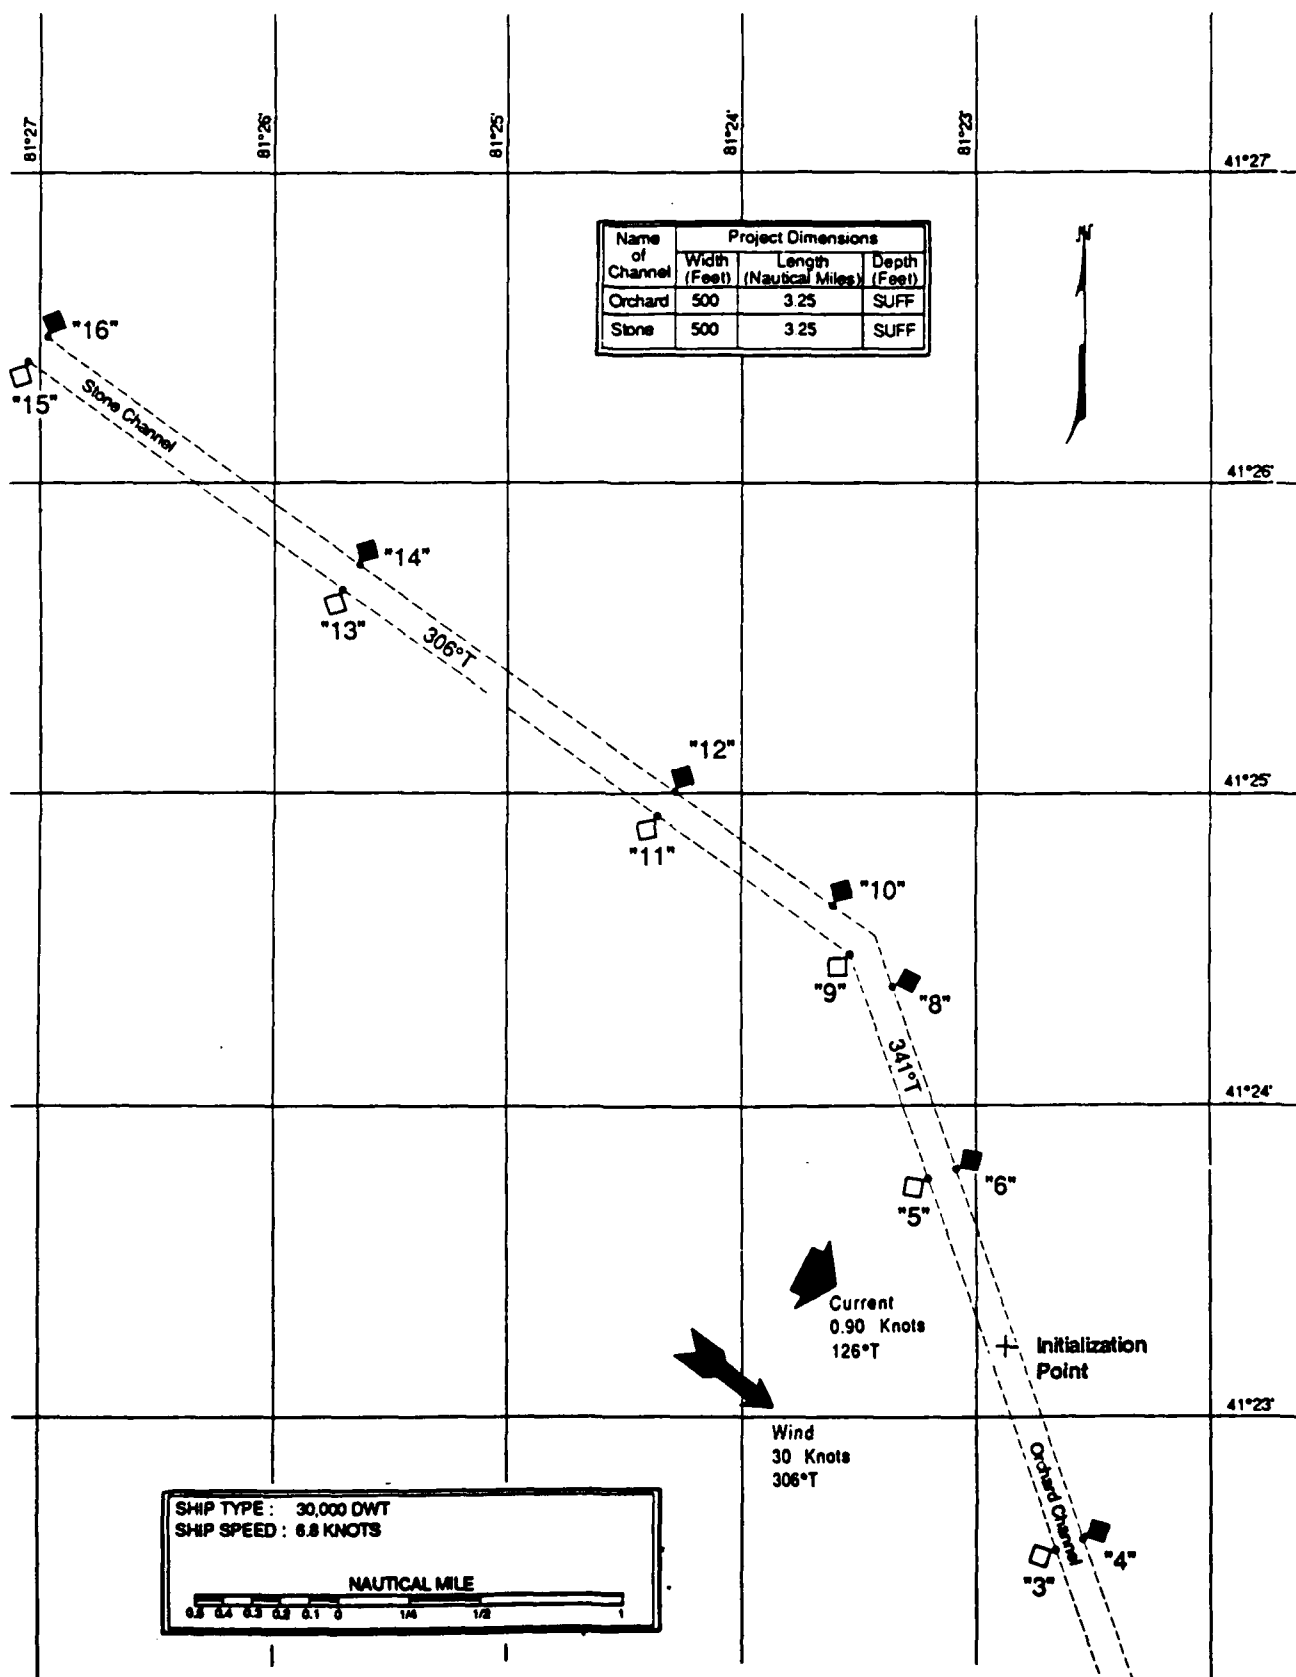 81°27'
81°26'
81°25'
81°24'
81°23'
41°27'
N
Name of Channel
Project Dimensions
Width (Feet)
Length (Nautical Miles)
Depth (Feet)
Orchard 500 3.25 SUFF
Stone 500 3.25 SUFF
"16"
"15"
Stone Channel
41°26'
"14"
"13"
306°T
"12"
41°25'
"11"
"10"
"9"
"8"
341°T
41°24'
"6"
"5"
Current
0.90 Knots
126°T
Initialization
Point
41°23'
Wind
30 Knots
306°T
Orchard Channel
"4"
"3"
SHIP TYPE : 30,000 DWT
SHIP SPEED : 6.8 KNOTS
NAUTICAL MILE
0.5 0.4 0.3 0.2 0.1 0 1/4 1/2 1